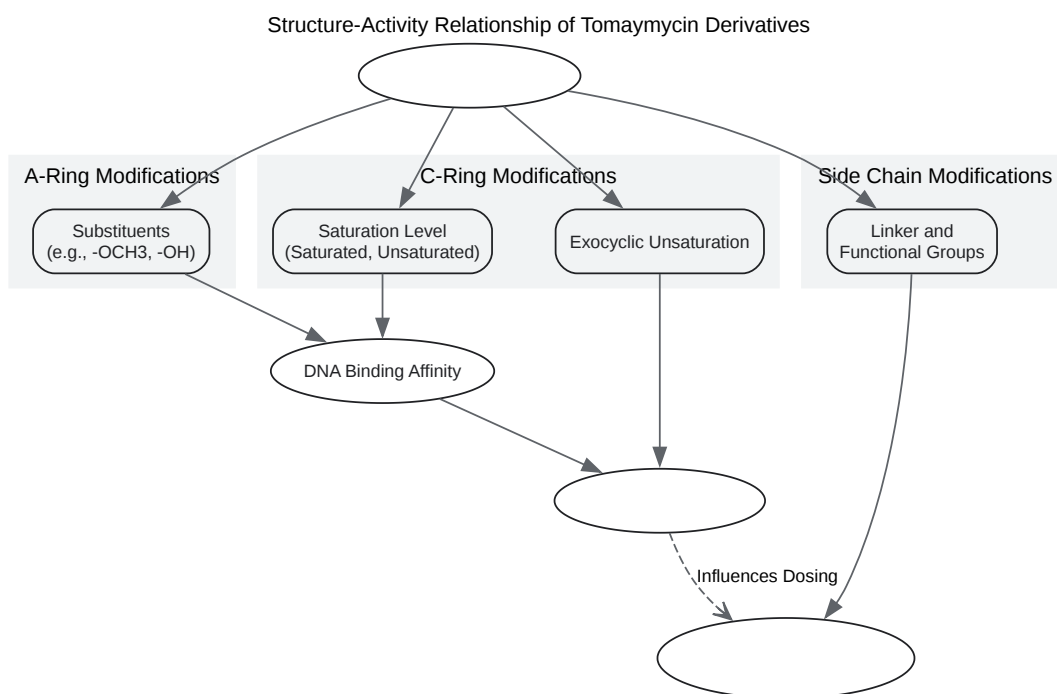 Structure-Activity Relationship of Tomaymycin Derivatives
A-Ring Modifications
C-Ring Modifications
Side Chain Modifications
Substituents
(e.g., -OCH3, -OH)
Saturation Level
(Saturated, Unsaturated)
Exocyclic Unsaturation
Linker and
Functional Groups
DNA Binding Affinity
Influences Dosing